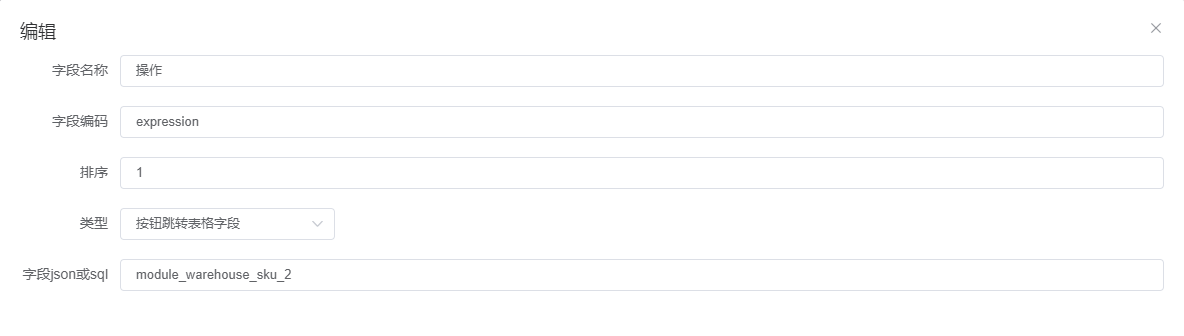 编辑
字段名称 操作
字段编码 expression
排序 1
类型 按钮跳转表格字段
字段json或sql module_warehouse_sku_2